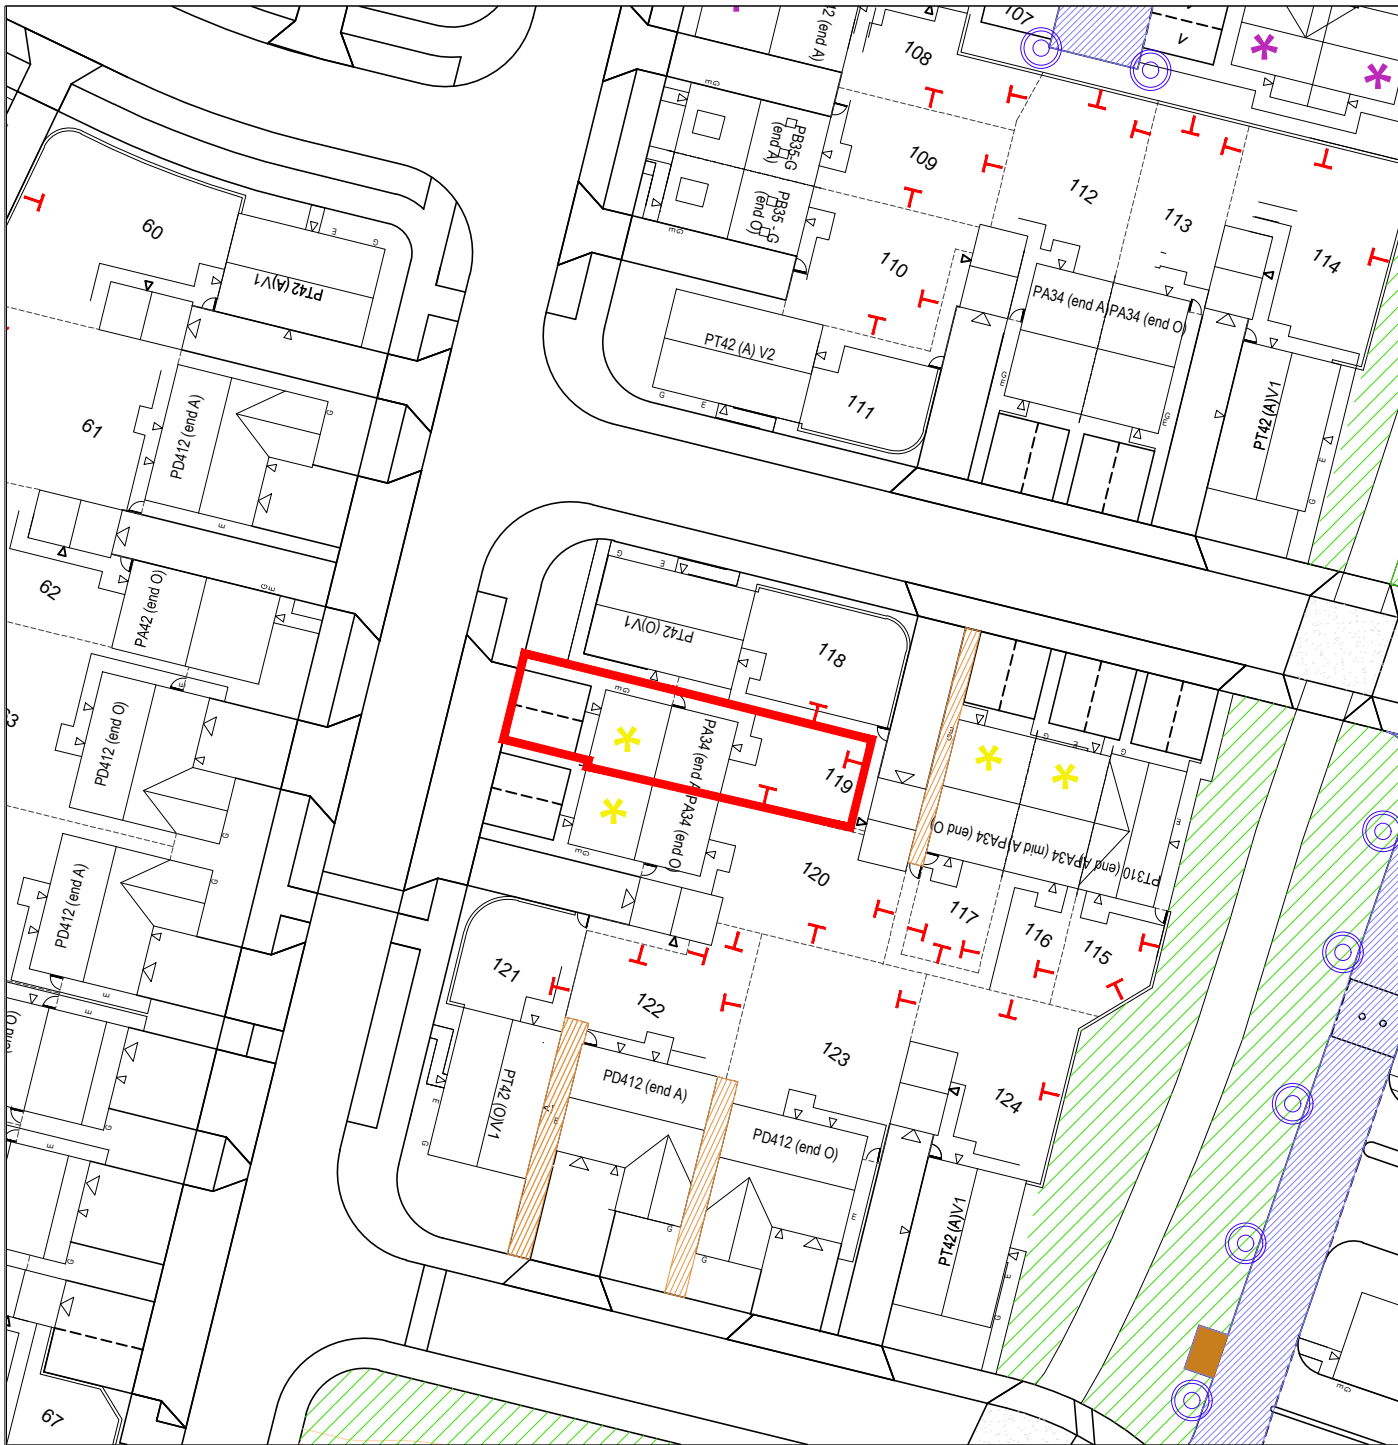 107
V
108
PB35-G
(end A)
109
PB35 - G
(end O)
112
113
114
60
110
PT42(A)V1
PA34 (end A)
PA34 (end O)
PT42 (A) V2
111
PT42(A)V1
61
PD412 (end A)
62
PA42 (end O)
PT42 (O)V1
118
PD412 (end O)
PA34 (end A)
119
PA34 (end O)
PA34 (end O)
PA34 (mid A)
PA34 (end A)
PT310
120
117
116
115
PD412 (end A)
121
122
123
124
PT42 (O)V1
PD412 (end A)
PD412 (end O)
PT42(A)V1
67